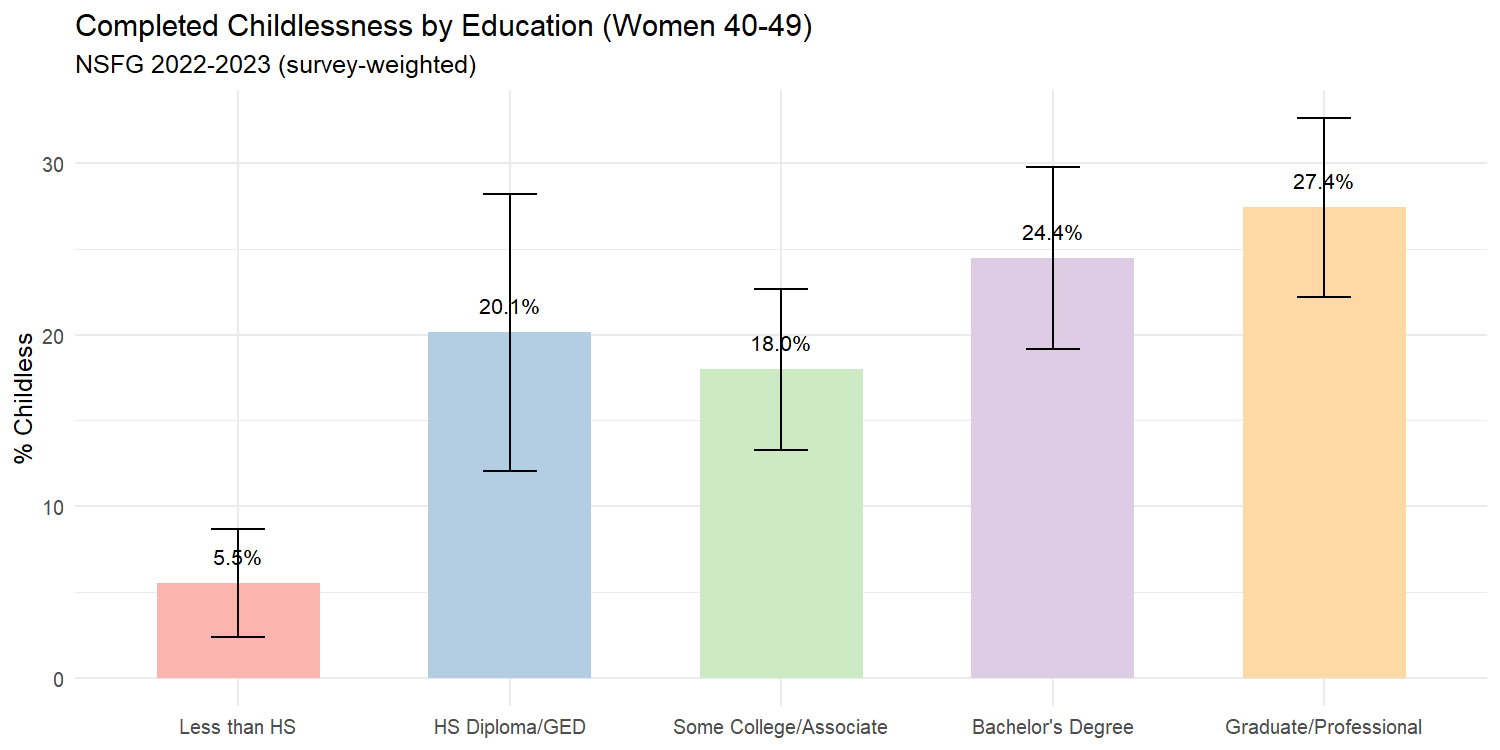 Completed Childlessness by Education (Women 40-49)
NSFG 2022-2023 (survey-weighted)
% Childless
30
20
10
0
5.5%
20.1%
18.0%
24.4%
27.4%
Less than HS
HS Diploma/GED
Some College/Associate
Bachelor's Degree
Graduate/Professional